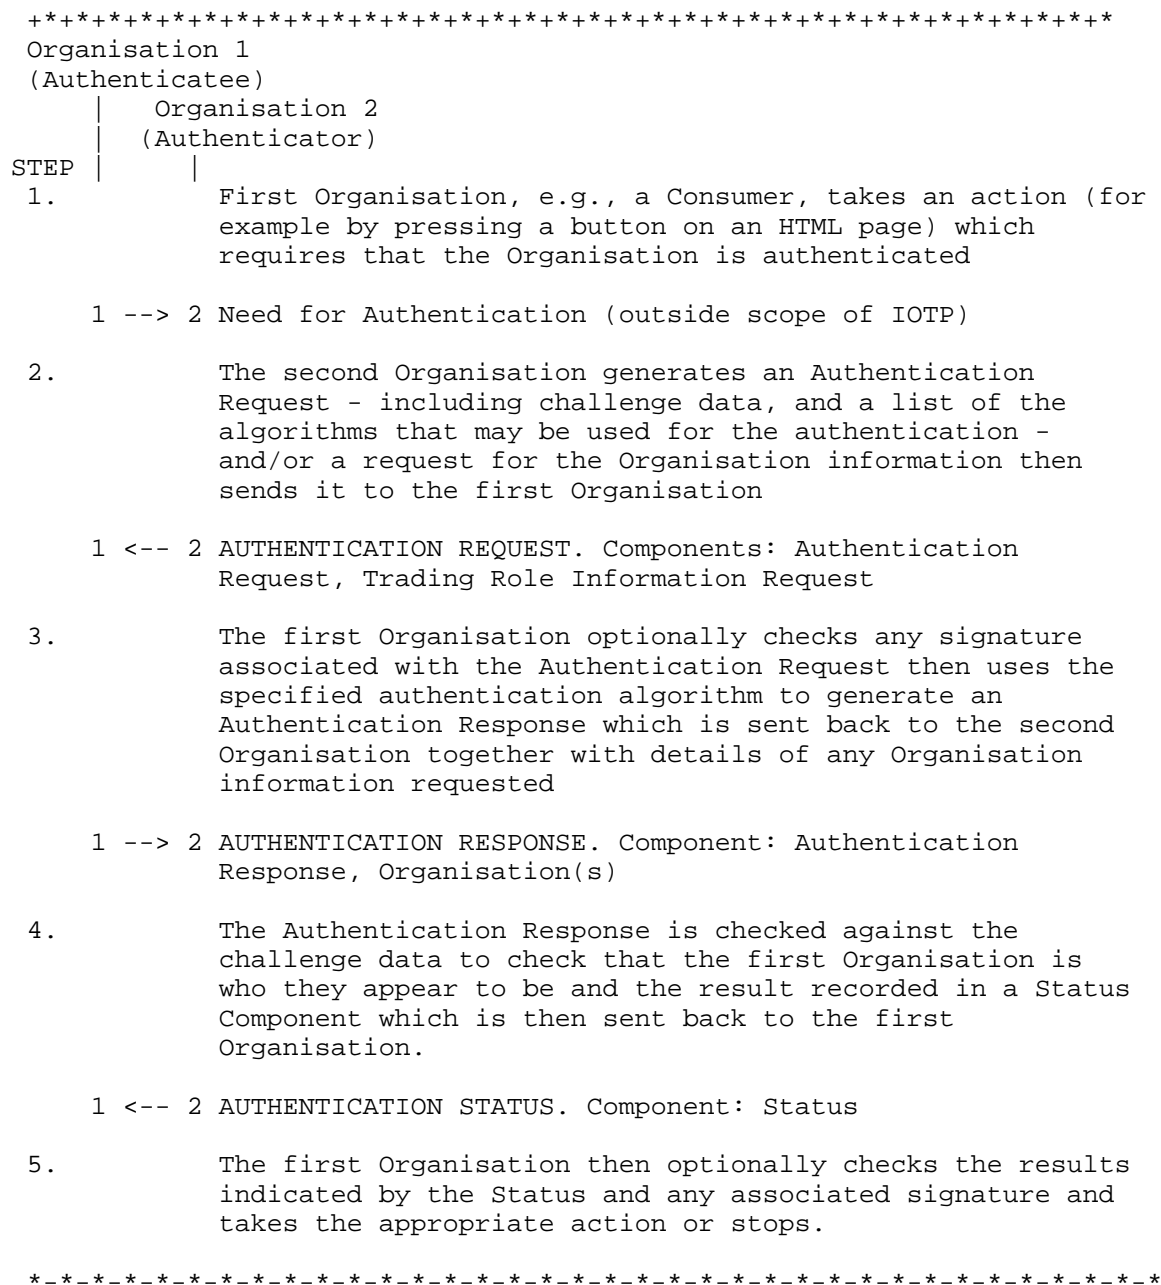 +*+*+*+*+*+*+*+*+*+*+*+*+*+*+*+*+*+*+*+*+*+*+*+*+*+*+*+*+*+*+*+*+*+*
Organisation 1
(Authenticatee)
| Organisation 2
| (Authenticator)
STEP | |
1. First Organisation, e.g., a Consumer, takes an action (for
example by pressing a button on an HTML page) which
requires that the Organisation is authenticated
1 --> 2 Need for Authentication (outside scope of IOTP)
2. The second Organisation generates an Authentication
Request - including challenge data, and a list of the
algorithms that may be used for the authentication -
and/or a request for the Organisation information then
sends it to the first Organisation
1 <-- 2 AUTHENTICATION REQUEST. Components: Authentication
Request, Trading Role Information Request
3. The first Organisation optionally checks any signature
associated with the Authentication Request then uses the
specified authentication algorithm to generate an
Authentication Response which is sent back to the second
Organisation together with details of any Organisation
information requested
1 --> 2 AUTHENTICATION RESPONSE. Component: Authentication
Response, Organisation(s)
4. The Authentication Response is checked against the
challenge data to check that the first Organisation is
who they appear to be and the result recorded in a Status
Component which is then sent back to the first
Organisation.
1 <-- 2 AUTHENTICATION STATUS. Component: Status
5. The first Organisation then optionally checks the results
indicated by the Status and any associated signature and
takes the appropriate action or stops.
*-*-*-*-*-*-*-*-*-*-*-*-*-*-*-*-*-*-*-*-*-*-*-*-*-*-*-*-*-*-*-*-*-*-*-*